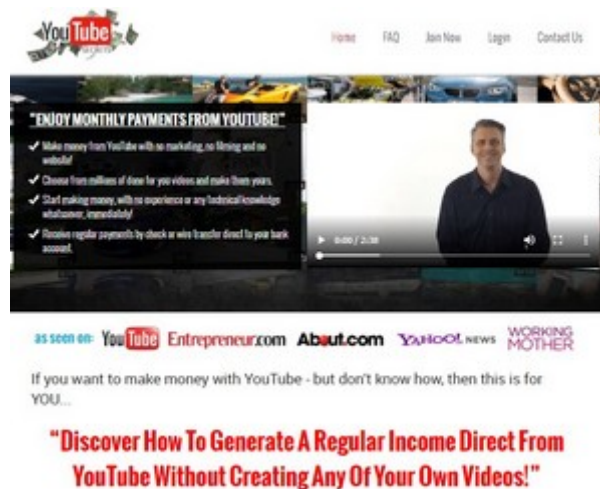 You Tube
SECRETS
Home FAQ Join Now Login Contact Us
"ENJOY MONTHLY PAYMENTS FROM YOUTUBE!"
Make money from YouTube with no marketing, no filming and no
website!
Choose from millions of done for you videos and make them yours.
Start making money, with no experience or any technical knowledge
whatsoever, immediately!
Receive regular payments by check or wire transfer direct to your bank
account.
0:00 / 2:30
as seen on: You Tube Entrepreneur.com About.com YAHOO! NEWS WORKING
MOTHER
If you want to make money with YouTube - but don't know how, then this is for
YOU...
"Discover How To Generate A Regular Income Direct From
YouTube Without Creating Any Of Your Own Videos!"